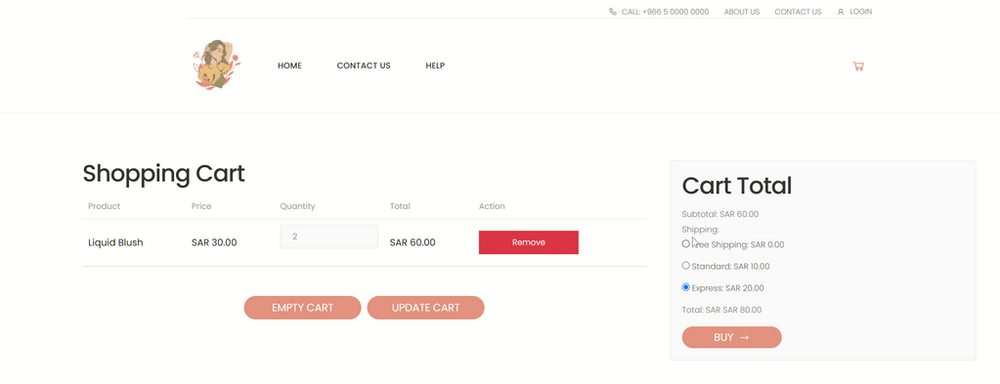 CALL: +966 5 0000 0000 ABOUT US CONTACT US LOGIN
HOME CONTACT US HELP
Shopping Cart
Product Price Quantity Total Action
Liquid Blush SAR 30.00 2 SAR 60.00 Remove
EMPTY CART UPDATE CART
Cart Total
Subtotal: SAR 60.00
Shipping:
Shipping: SAR 0.00
Standard: SAR 10.00
Express: SAR 20.00
Total: SAR SAR 80.00
BUY →